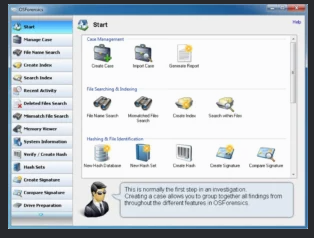 OSForensics
Start
Manage Case
File Name Search
Create Index
Search Index
Recent Activity
Deleted Files Search
Mismatch File Search
Memory Viewer
System Information
Verify / Create Hash
Hash Sets
Create Signature
Compare Signature
Drive Preparation
Start
Help
Case Management
Create Case
Import Case
Generate Report
File Searching & Indexing
File Name Search
Mismatched Files Search
Create Index
Search within Files
Hashing & File Identification
New Hash Database
New Hash Set
Create Hash
Create Signature
Compare Signature
This is normally the first step in an investigation.
Creating a case allows you to group together all findings from
throughout the different features in OSForensics.